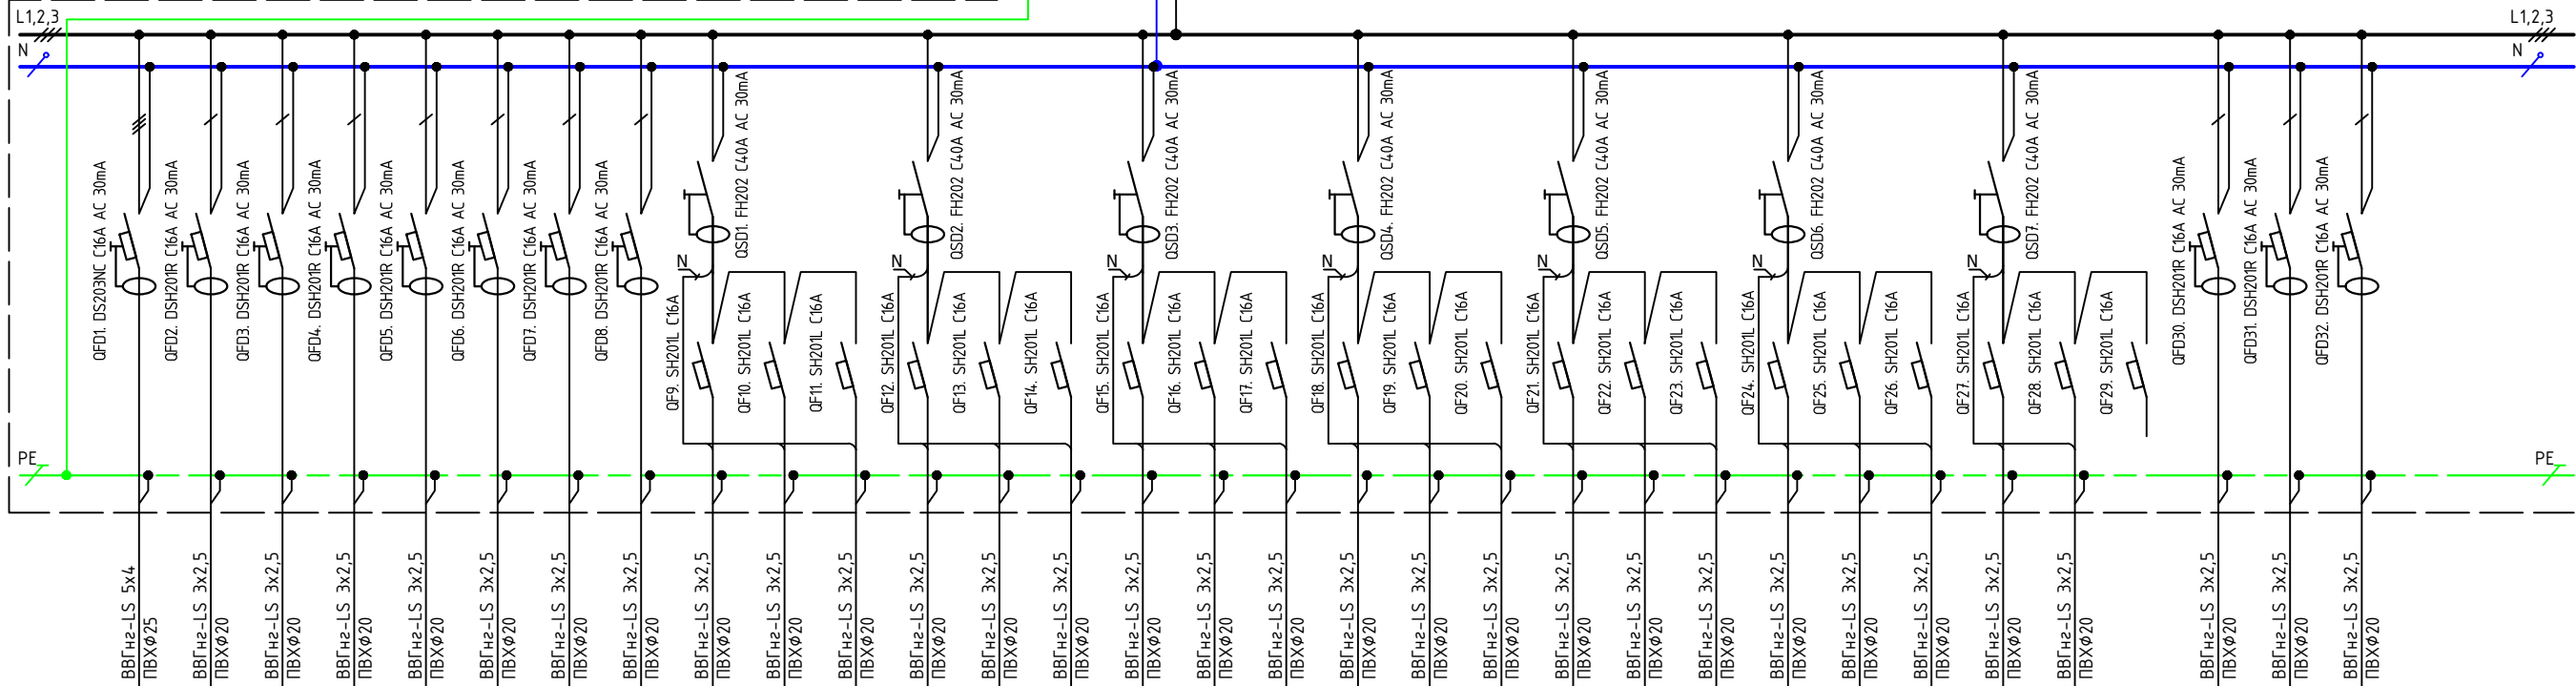 L1,2,3
L1,2,3
N
N
QFD1. DS203NC C16A AC 30mA
QFD2. DSH201R C16A AC 30mA
QFD3. DSH201R C16A AC 30mA
QFD4. DSH201R C16A AC 30mA
QFD5. DSH201R C16A AC 30mA
QFD6. DSH201R C16A AC 30mA
QFD7. DSH201R C16A AC 30mA
QFD8. DSH201R C16A AC 30mA
QSD1. FH202 C40A AC 30mA
QSD2. FH202 C40A AC 30mA
QSD3. FH202 C40A AC 30mA
QSD4. FH202 C40A AC 30mA
QSD5. FH202 C40A AC 30mA
QSD6. FH202 C40A AC 30mA
QSD7. FH202 C40A AC 30mA
QFD30. DSH201R C16A AC 30mA
QFD31. DSH201R C16A AC 30mA
QFD32. DSH201R C16A AC 30mA
N
N
N
N
N
N
N
QF9. SH201L C16A
QF10. SH201L C16A
QF11. SH201L C16A
QF12. SH201L C16A
QF13. SH201L C16A
QF14. SH201L C16A
QF15. SH201L C16A
QF16. SH201L C16A
QF17. SH201L C16A
QF18. SH201L C16A
QF19. SH201L C16A
QF20. SH201L C16A
QF21. SH201L C16A
QF22. SH201L C16A
QF23. SH201L C16A
QF24. SH201L C16A
QF25. SH201L C16A
QF26. SH201L C16A
QF27. SH201L C16A
QF28. SH201L C16A
QF29. SH201L C16A
PE
PE
ВВГнг-LS 5x4
ПВХФ25
ВВГнг-LS 3x2,5
ПВХФ20
ВВГнг-LS 3x2,5
ПВХФ20
ВВГнг-LS 3x2,5
ПВХФ20
ВВГнг-LS 3x2,5
ПВХФ20
ВВГнг-LS 3x2,5
ПВХФ20
ВВГнг-LS 3x2,5
ПВХФ20
ВВГнг-LS 3x2,5
ПВХФ20
ВВГнг-LS 3x2,5
ПВХФ20
ВВГнг-LS 3x2,5
ПВХФ20
ВВГнг-LS 3x2,5
ПВХФ20
ВВГнг-LS 3x2,5
ПВХФ20
ВВГнг-LS 3x2,5
ПВХФ20
ВВГнг-LS 3x2,5
ПВХФ20
ВВГнг-LS 3x2,5
ПВХФ20
ВВГнг-LS 3x2,5
ПВХФ20
ВВГнг-LS 3x2,5
ПВХФ20
ВВГнг-LS 3x2,5
ПВХФ20
ВВГнг-LS 3x2,5
ПВХФ20
ВВГнг-LS 3x2,5
ПВХФ20
ВВГнг-LS 3x2,5
ПВХФ20
ВВГнг-LS 3x2,5
ПВХФ20
ВВГнг-LS 3x2,5
ПВХФ20
ВВГнг-LS 3x2,5
ПВХФ20
ВВГнг-LS 3x2,5
ПВХФ20
ВВГнг-LS 3x2,5
ПВХФ20
ВВГнг-LS 3x2,5
ПВХФ20
ВВГнг-LS 3x2,5
ПВХФ20
ВВГнг-LS 3x2,5
ПВХФ20
ВВГнг-LS 3x2,5
ПВХФ20
ВВГнг-LS 3x2,5
ПВХФ20